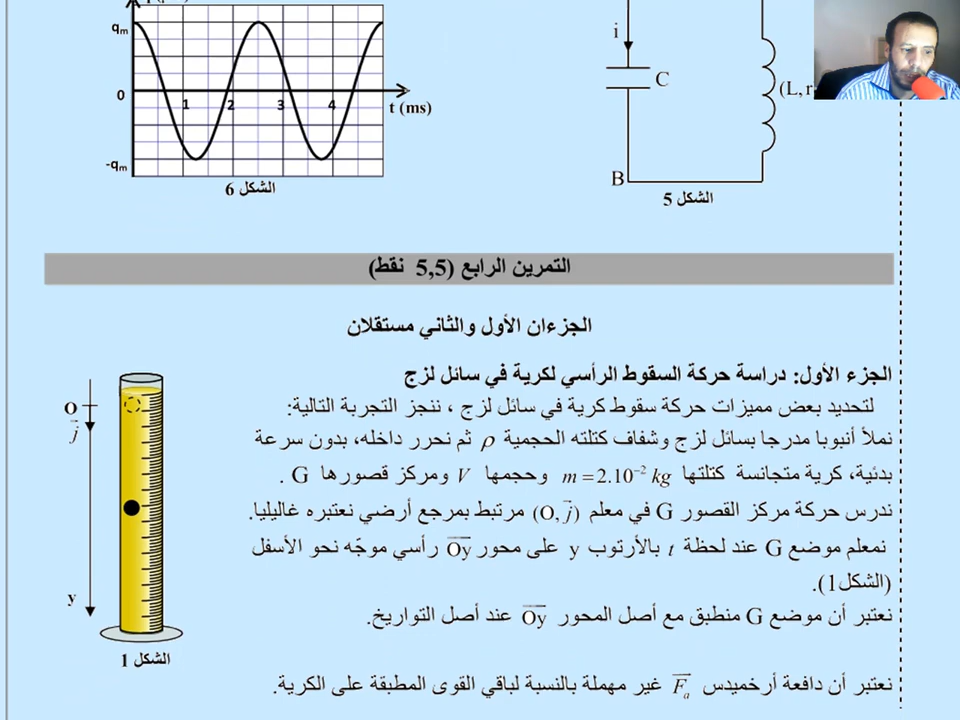 qₘ
0
-qₘ
1 2 3 4
t (ms)
الشكل 6
i
C
(L, r
B
الشكل 5
التمرين الرابع (5,5 نقط)
الجزءان الأول والثاني مستقلان
الجزء الأول: دراسة حركة السقوط الرأسي لكرية في سائل لزج
لتحديد بعض مميزات حركة سقوط كرية في سائل لزج ، ننجز التجربة التالية:
نملأ أنبوبا مدرجا بسائل لزج وشفاف كتلته الحجمية ρ ثم نحرر داخله، بدون سرعة
بدئية، كرية متجانسة كتلتها m = 2.10⁻² kg وحجمها V ومركز قصورها G .
ندرس حركة مركز القصور G في معلم (O, j⃗) مرتبط بمرجع أرضي نعتبره غاليليا.
نمعلم موضع G عند لحظة t بالأرتوب y على محور Oy رأسي موجّه نحو الأسفل
(الشكل1).
نعتبر أن موضع G منطبق مع أصل المحور Oy عند أصل التواريخ.
نعتبر أن دافعة أرخميدس Fₐ غير مهملة بالنسبة لباقي القوى المطبقة على الكرية.
O
j⃗
y
الشكل 1